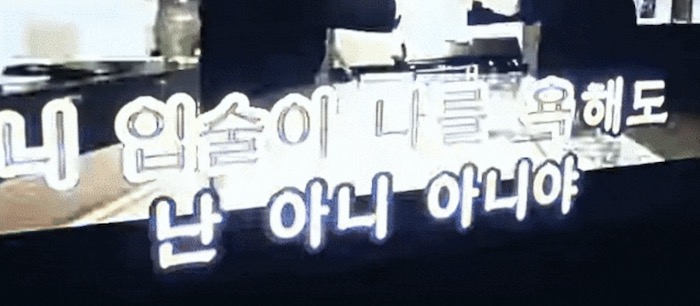 니 입술이 나를 욕해도
난 아니 아니야